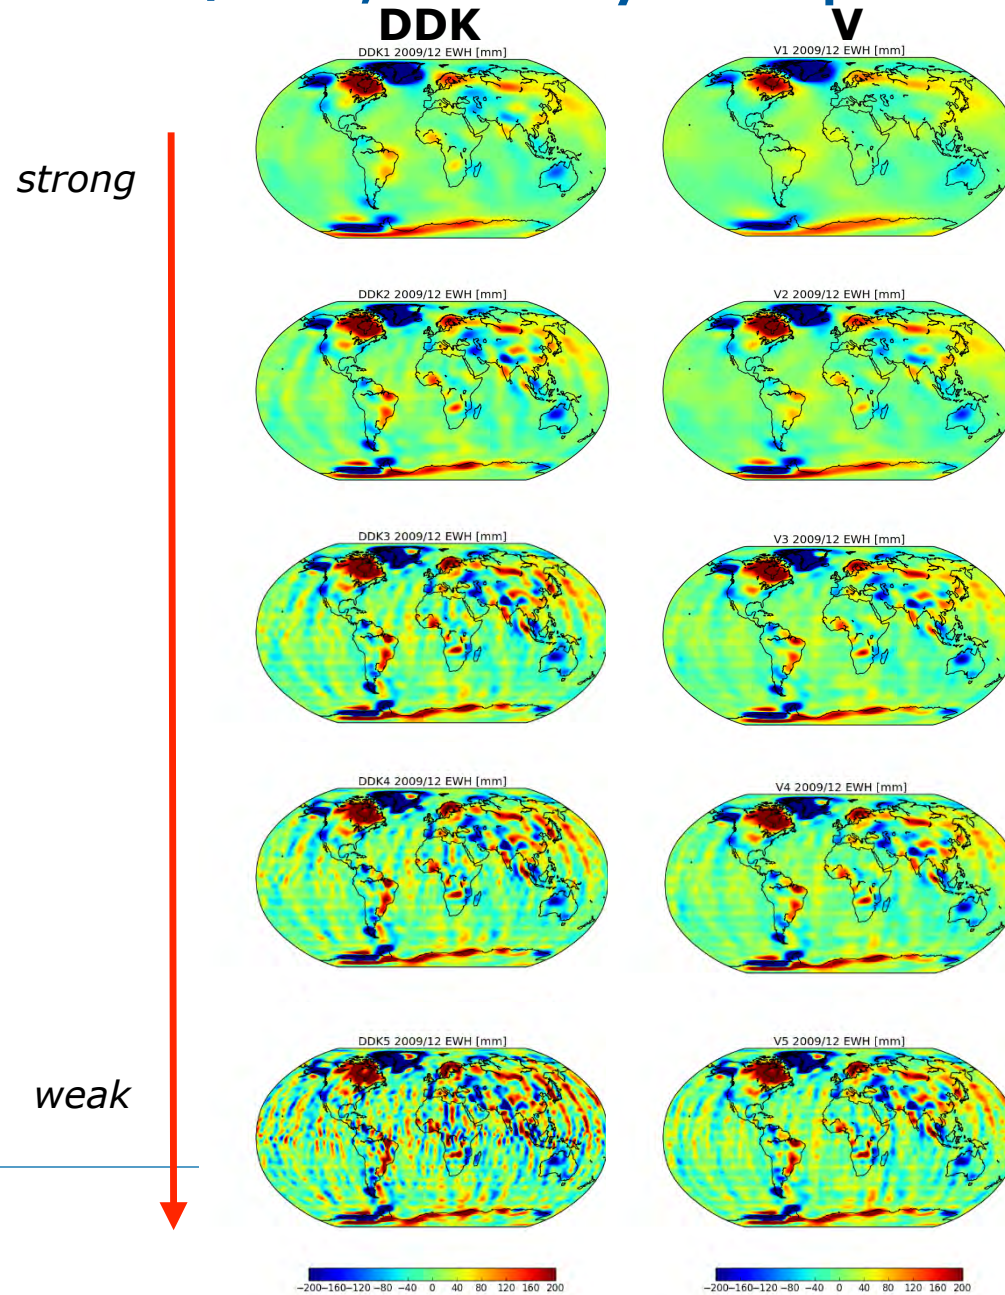 DDK V
DDK1 2009/12 EWH [mm] V1 2009/12 EWH [mm]
strong
DDK2 2009/12 EWH [mm] V2 2009/12 EWH [mm]
DDK3 2009/12 EWH [mm] V3 2009/12 EWH [mm]
DDK4 2009/12 EWH [mm] V4 2009/12 EWH [mm]
DDK5 2009/12 EWH [mm] V5 2009/12 EWH [mm]
weak
−200−160−120 −80 −40 0 40 80 120 160 200 −200−160−120 −80 −40 0 40 80 120 160 200